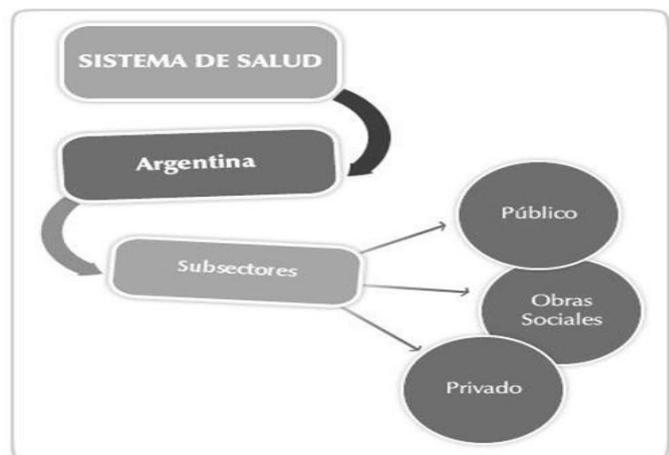 SISTEMA DE SALUD
Argentina
Subsectores
Público
Obras
Sociales
Privado